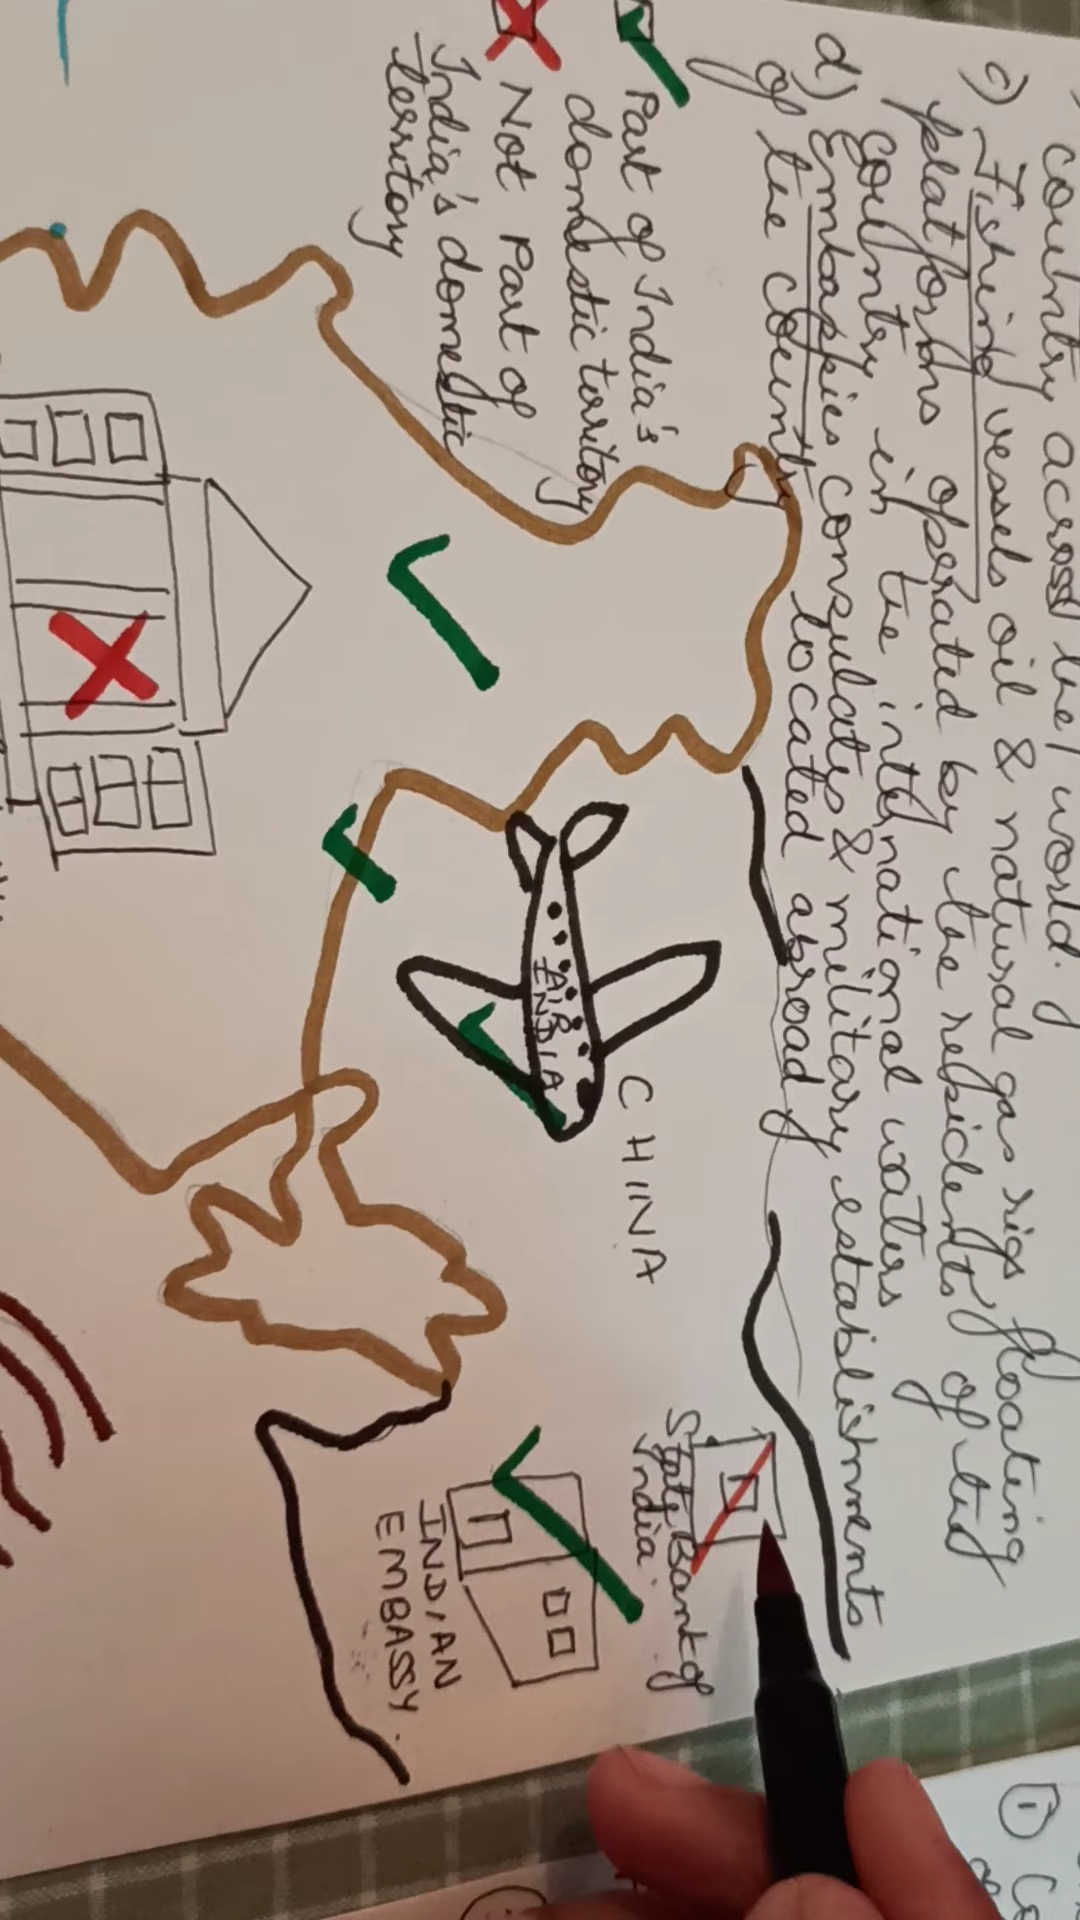 country across the world.
c) Fishing vessels oil & natural gas rigs floating
platforms operated by the residents of the
country in the international waters
d) Embassies consulates & military establishments
of the country located abroad
Part of India's
domestic territory
Not Part of
India's domestic
territory
AIR
INDIA
CHINA
State Bank of
India.
INDIAN
EMBASSY.
①